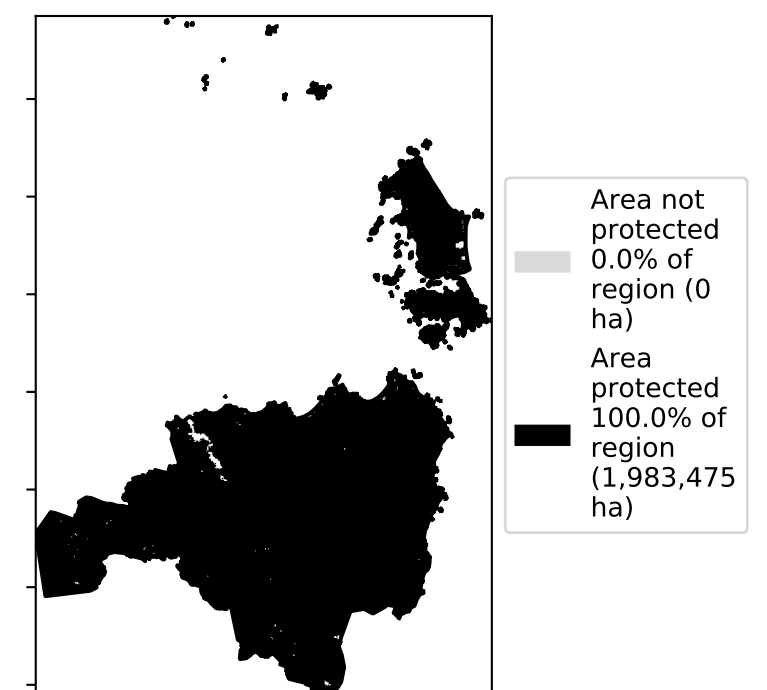 Area not
protected
0.0% of
region (0
ha)
Area
protected
100.0% of
region
(1,983,475
ha)